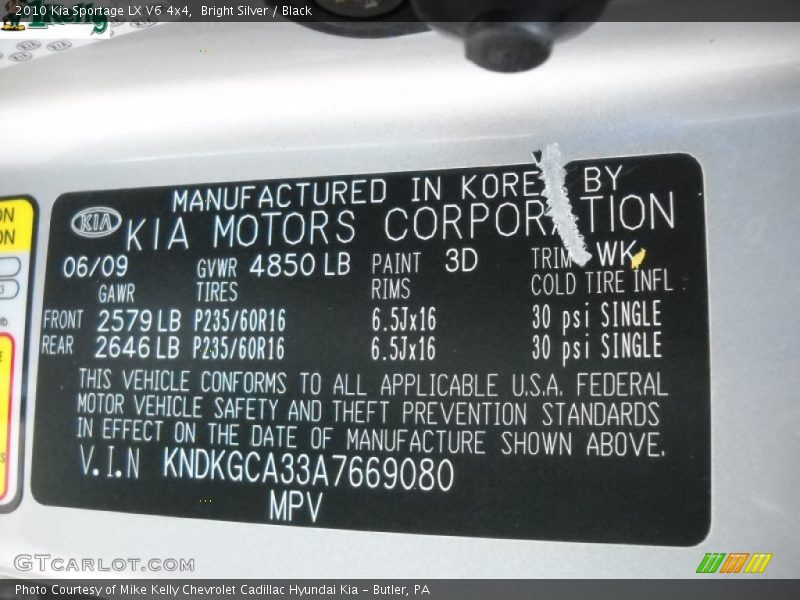 2010 Kia Sportage LX V6 4x4, Bright Silver / Black
MANUFACTURED IN KOREA BY
KIA KIA MOTORS CORPORATION
06/09 GVWR 4850 LB PAINT 3D TRIM WK
GAWR TIRES RIMS COLD TIRE INFL
FRONT 2579 LB P235/60R16 6.5Jx16 30 psi SINGLE
REAR 2646 LB P235/60R16 6.5Jx16 30 psi SINGLE
THIS VEHICLE CONFORMS TO ALL APPLICABLE U.S.A. FEDERAL
MOTOR VEHICLE SAFETY AND THEFT PREVENTION STANDARDS
IN EFFECT ON THE DATE OF MANUFACTURE SHOWN ABOVE.
V.I.N KNDKGCA33A7669080
MPV
GTCARLOT.COM
Photo Courtesy of Mike Kelly Chevrolet Cadillac Hyundai Kia – Butler, PA